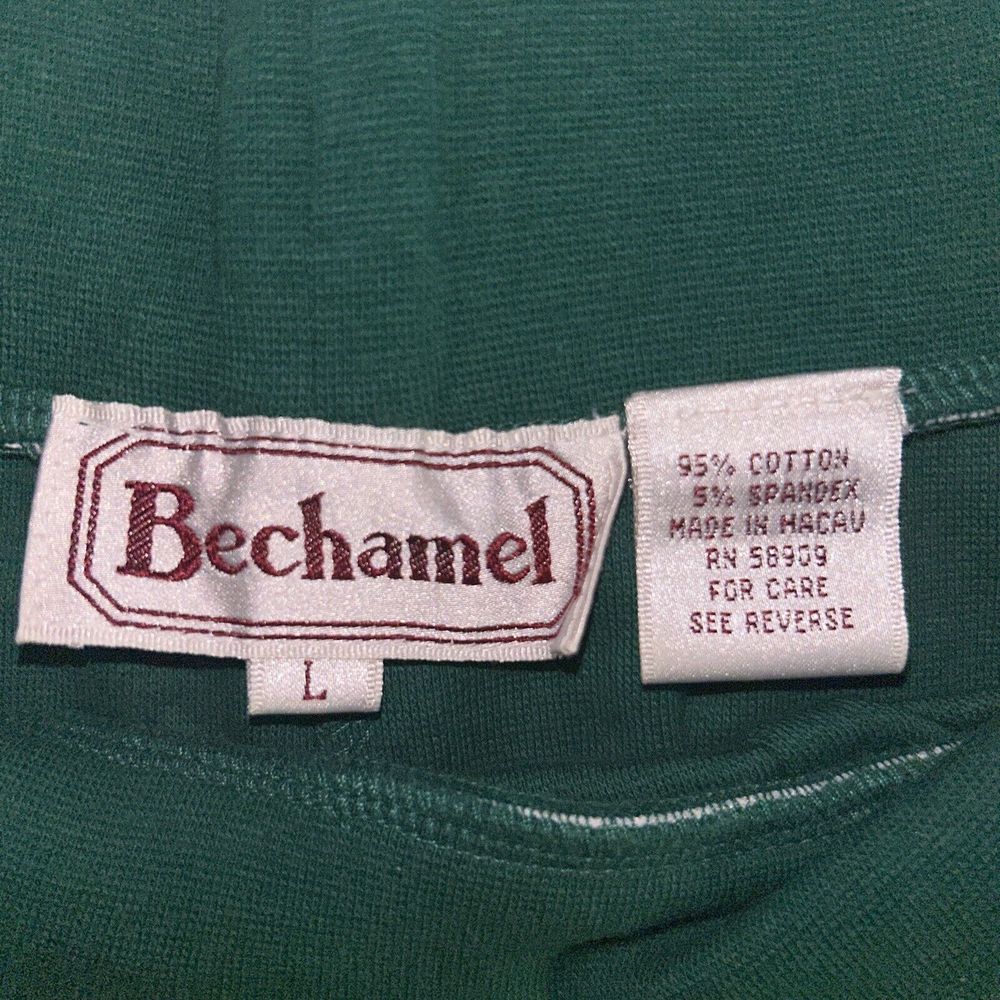 Bechamel
L
95% COTTON
5% SPANDEX
MADE IN MACAU
RN 58909
FOR CARE
SEE REVERSE